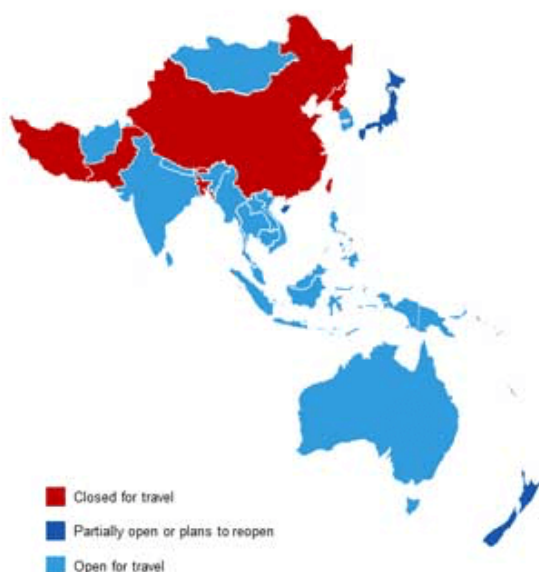 Closed for travel
Partially open or plans to reopen
Open for travel